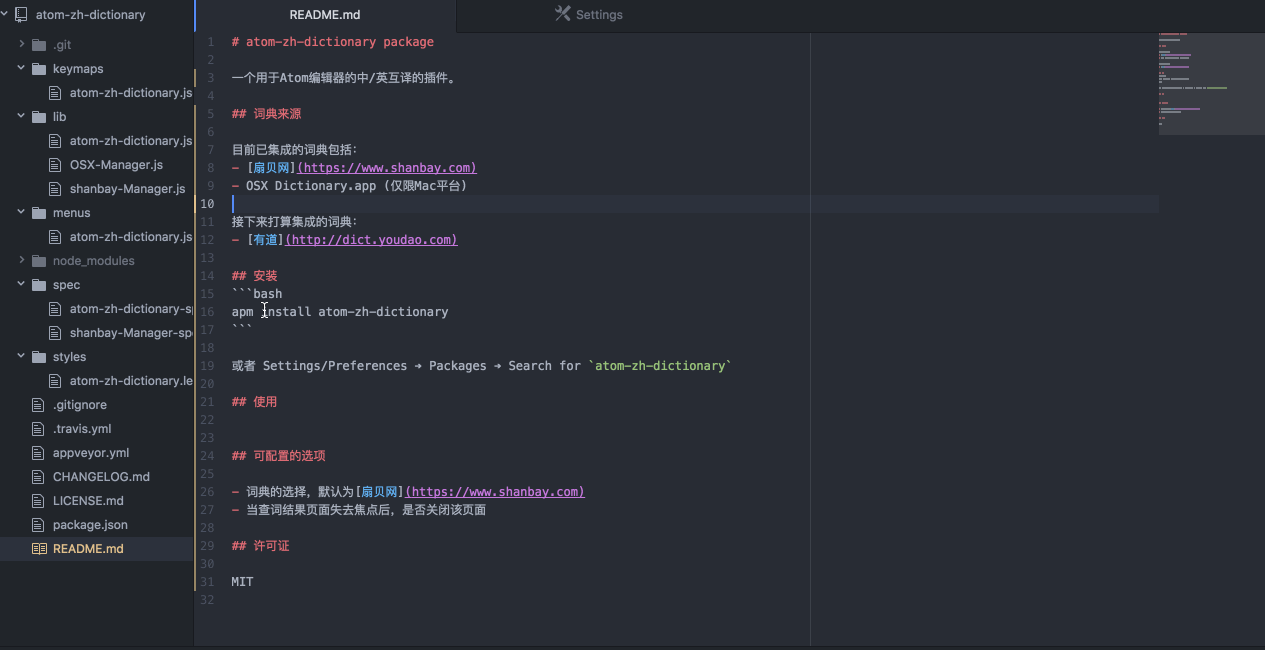 atom-zh-dictionary
.git
keymaps
atom-zh-dictionary.js
lib
atom-zh-dictionary.js
OSX-Manager.js
shanbay-Manager.js
menus
atom-zh-dictionary.js
node_modules
spec
atom-zh-dictionary-sp
shanbay-Manager-spe
styles
atom-zh-dictionary.le
.gitignore
.travis.yml
appveyor.yml
CHANGELOG.md
LICENSE.md
package.json
README.md
README.md
Settings
1 # atom-zh-dictionary package
2
3 一个用于Atom编辑器的中/英互译的插件。
4
5 ## 词典来源
6
7 目前已集成的词典包括:
8 - [扇贝网](https://www.shanbay.com)
9 - OSX Dictionary.app (仅限Mac平台)
10
11 接下来打算集成的词典:
12 - [有道](http://dict.youdao.com)
13
14 ## 安装
15 ```bash
16 apm install atom-zh-dictionary
17 ```
18
19 或者 Settings/Preferences ➔ Packages ➔ Search for `atom-zh-dictionary`
20
21 ## 使用
22
23
24 ## 可配置的选项
25
26 - 词典的选择，默认为[扇贝网](https://www.shanbay.com)
27 - 当查词结果页面失去焦点后，是否关闭该页面
28
29 ## 许可证
30
31 MIT
32